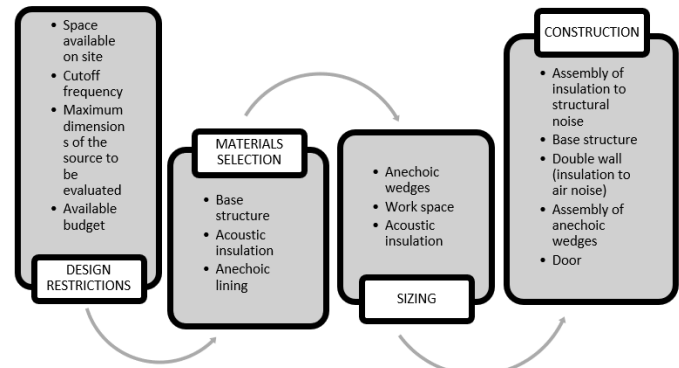 • Space
available
on site
• Cutoff
frequency
• Maximum
dimension
s of the
source to
be
evaluated
• Available
budget
DESIGN
RESTRICTIONS
MATERIALS
SELECTION
• Base
structure
• Acoustic
insulation
• Anechoic
lining
• Anechoic
wedges
• Work space
• Acoustic
insulation
SIZING
CONSTRUCTION
• Assembly of
insulation to
structural
noise
• Base structure
• Double wall
(insulation to
air noise)
• Assembly of
anechoic
wedges
• Door